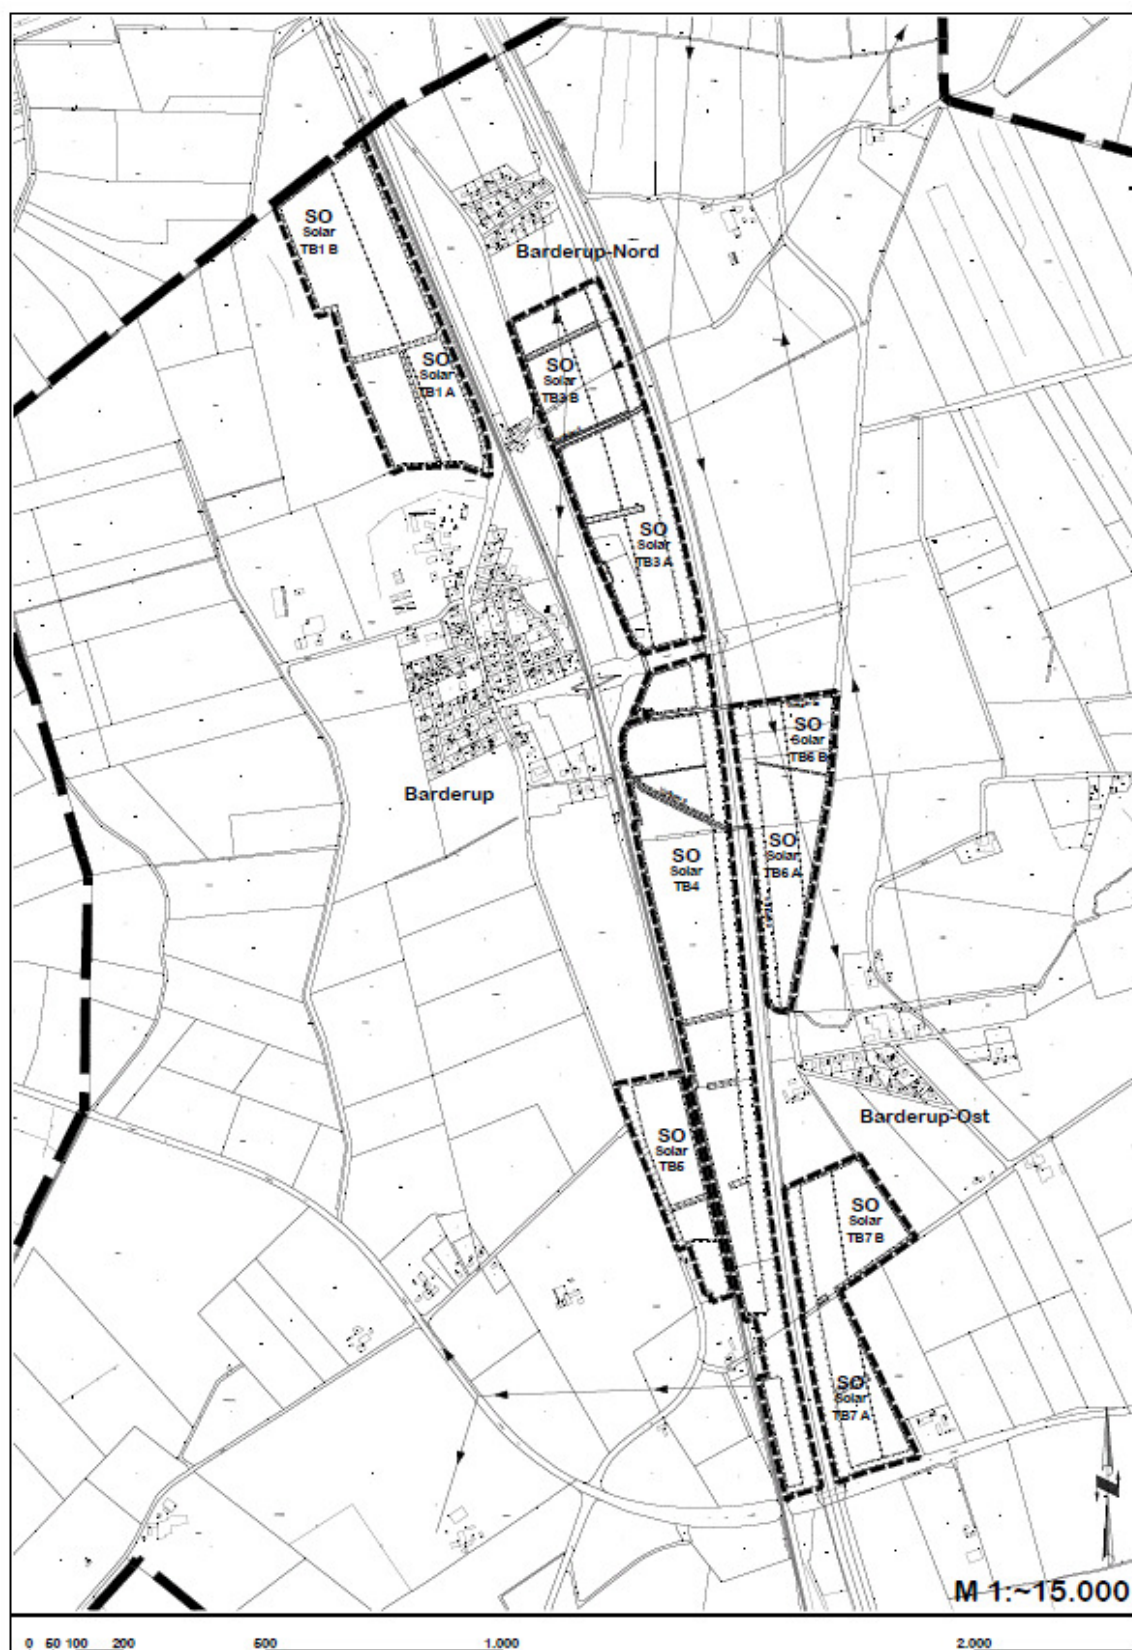 SO
Solar
TB1 B
Barderup-Nord
SO
Solar
TB1 A
SO
Solar
TB3 B
SO
Solar
TB3 A
SO
Solar
TB6 B
Barderup
SO
Solar
TB6 A
SO
Solar
TB4
Barderup-Ost
SO
Solar
TB5
SO
Solar
TB7 B
SO
Solar
TB7 A
M 1:~15.000
0 50 100 200 500 1.000 2.000